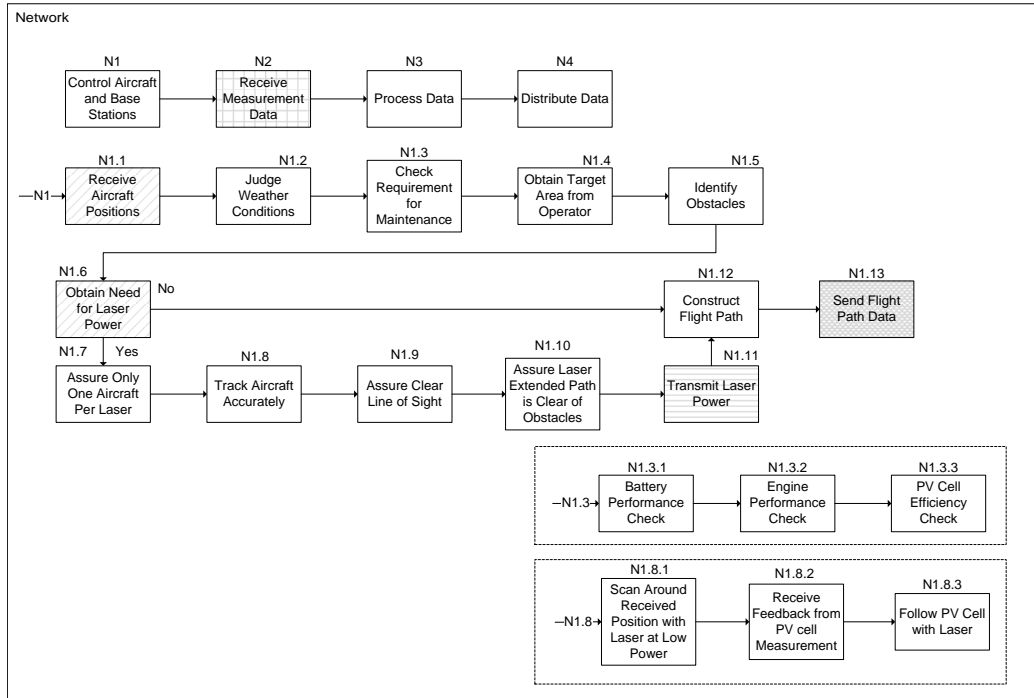 Network
N1
N2
N3
N4
Control Aircraft
and Base
Stations
Receive
Measurement
Data
Process Data
Distribute Data
N1.1
N1.2
N1.3
N1.4
N1.5
N1
Receive
Aircraft
Positions
Judge
Weather
Conditions
Check
Requirement
for
Maintenance
Obtain Target
Area from
Operator
Identify
Obstacles
N1.6
N1.12
N1.13
Obtain Need
for Laser
Power
No
Construct
Flight Path
Send Flight
Path Data
N1.7
Yes
N1.8
N1.9
N1.10
N1.11
Assure Only
One Aircraft
Per Laser
Track Aircraft
Accurately
Assure Clear
Line of Sight
Assure Laser
Extended Path
is Clear of
Obstacles
Transmit Laser
Power
N1.3.1
N1.3.2
N1.3.3
N1.3
Battery
Performance
Check
Engine
Performance
Check
PV Cell
Efficiency
Check
N1.8.1
N1.8.2
N1.8.3
N1.8
Scan Around
Received
Position with
Laser at Low
Power
Receive
Feedback from
PV cell
Measurement
Follow PV Cell
with Laser